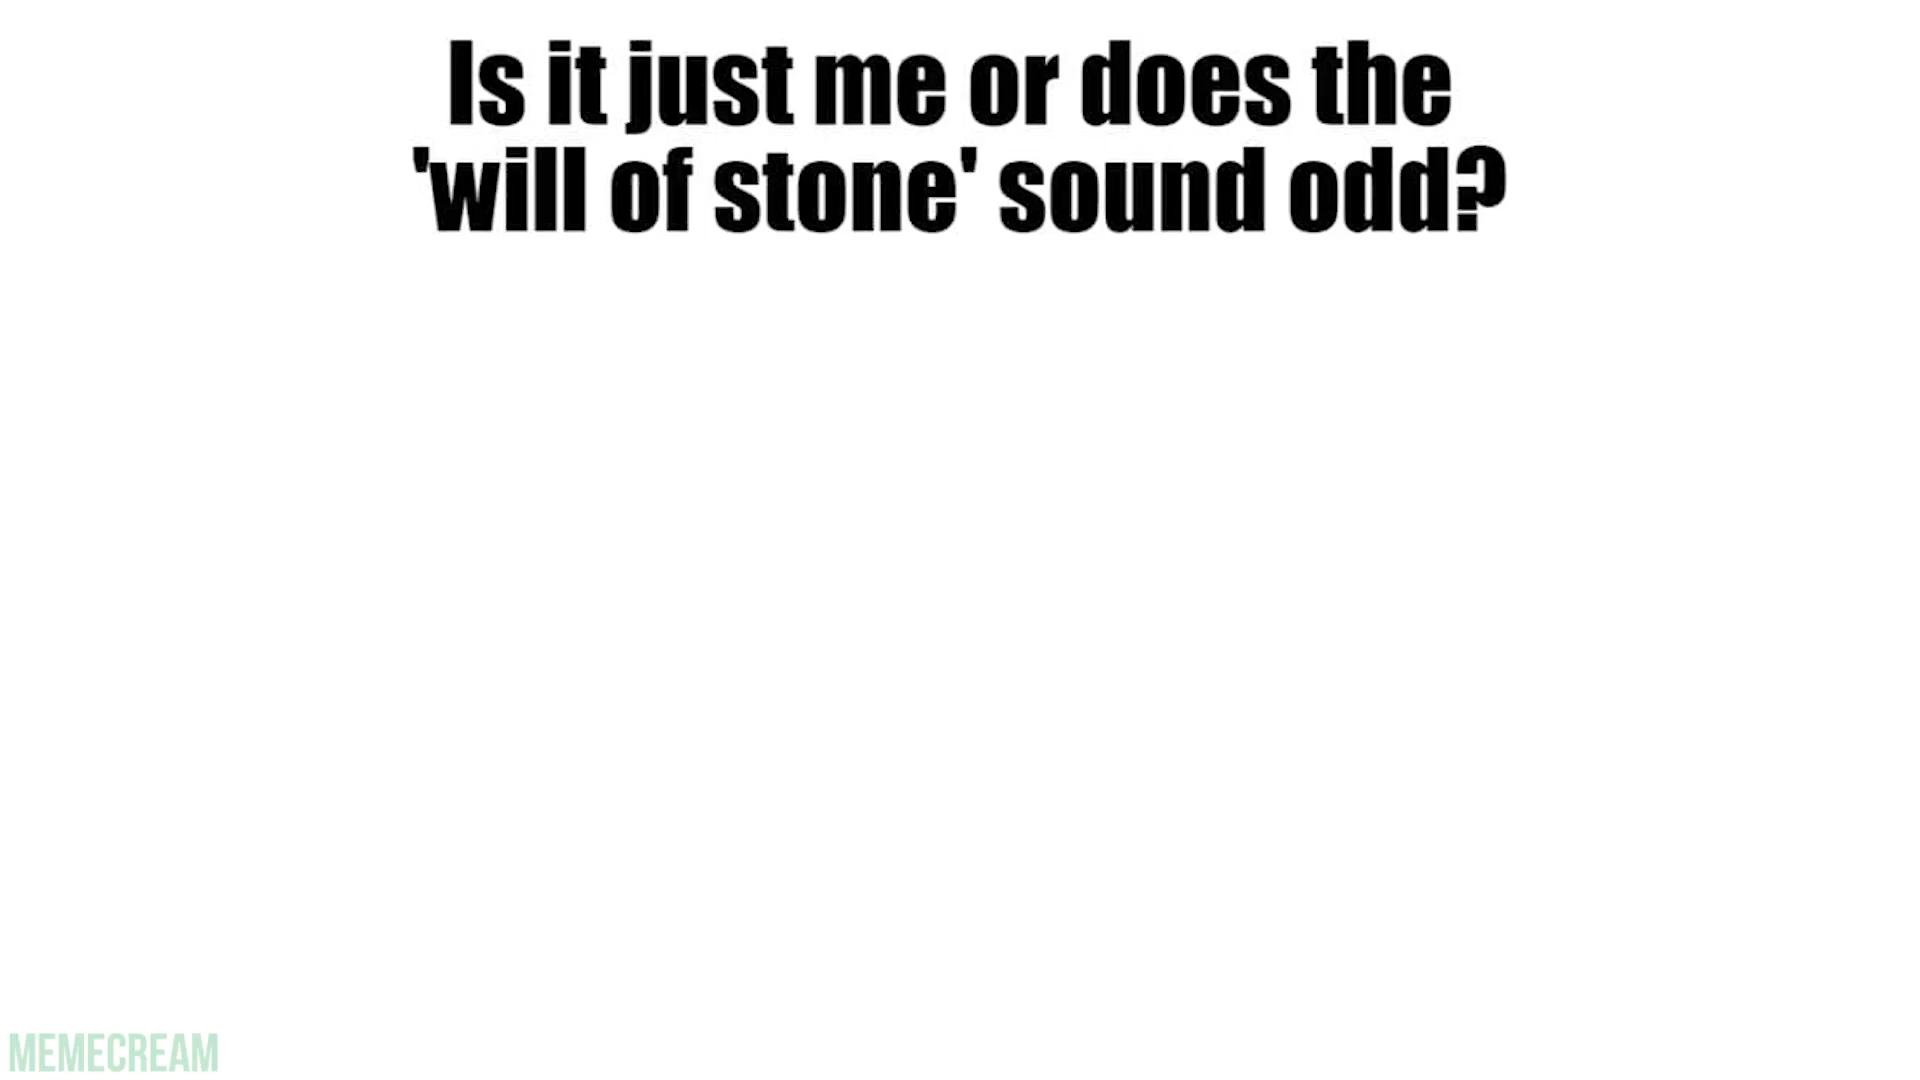 Is it just me or does the
'will of stone' sound odd?
MEMECREAM